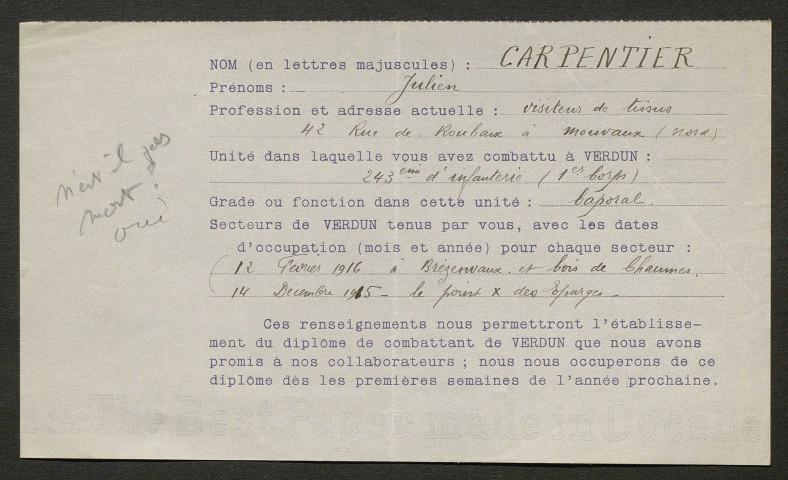 NOM (en lettres majuscules) : CARPENTIER
Prénoms : Julien
Profession et adresse actuelle : visiteur de tissus
42 Rue de Roubaix à Mouvaux (Nord)
Unité dans laquelle vous avez combattu à VERDUN :
243ème d'infanterie (1er Corps)
Grade ou fonction dans cette unité : Caporal
Secteurs de VERDUN tenus par vous, avec les dates
d'occupation (mois et année) pour chaque secteur :
( 12 Fevrier 1916 à Brèzenvaux et bois de Chaumes.
14 Décembre 1915 - le point X des Eparges -
Ces renseignements nous permettront l'établisse-
ment du diplôme de combattant de VERDUN que nous avons
promis à nos collaborateurs ; nous nous occuperons de ce
diplôme dès les premières semaines de l'année prochaine.
n'est-il pas
mort ?
oui
The Best Paper made in Docelle